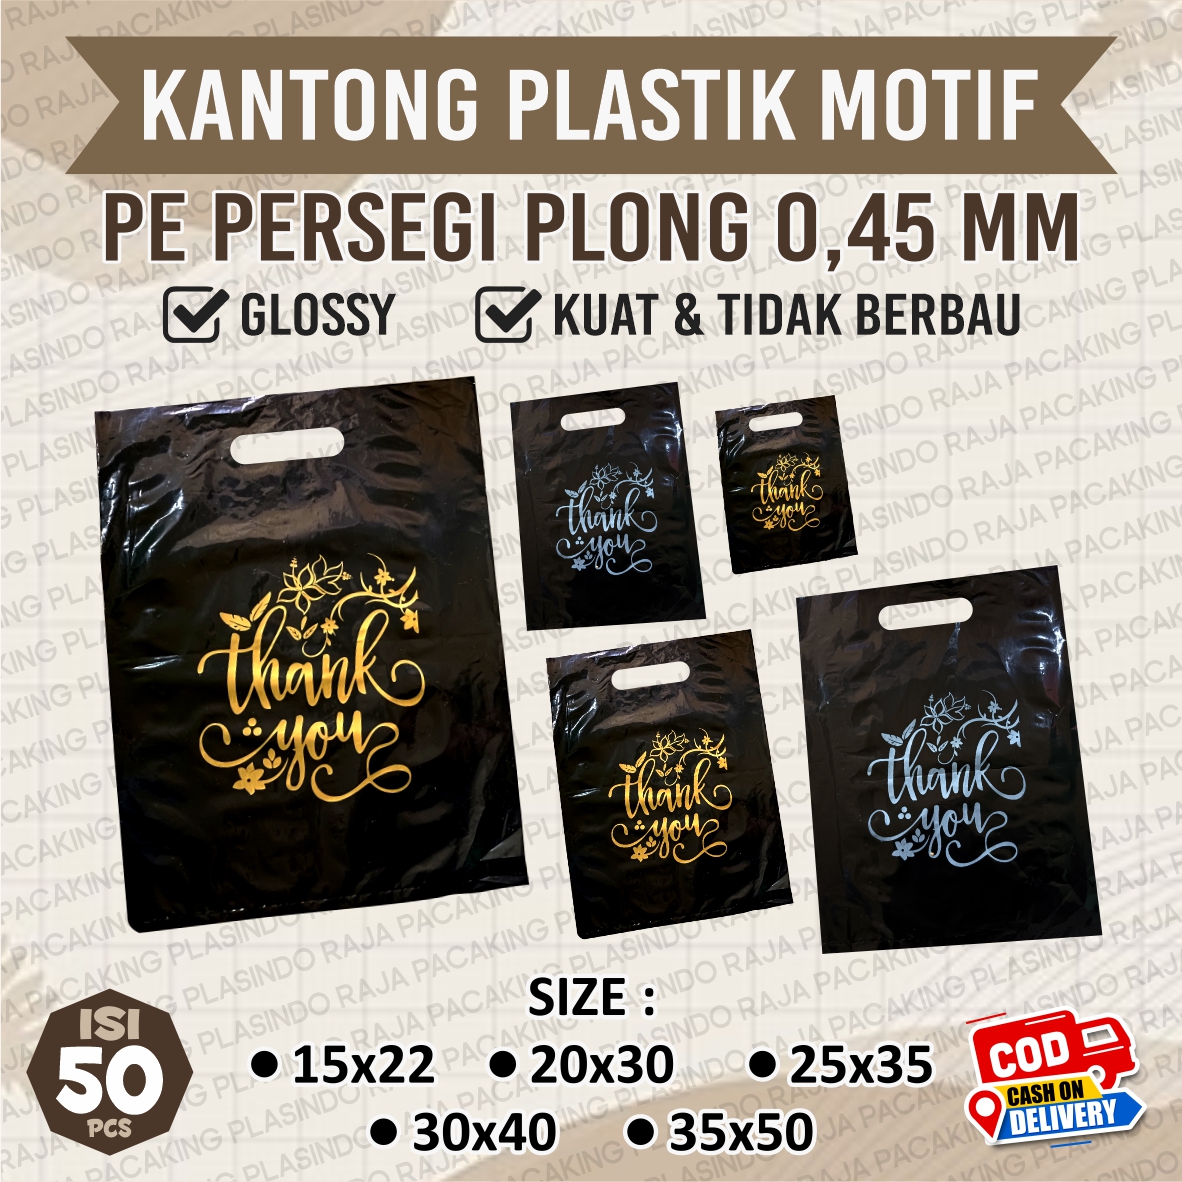 KANTONG PLASTIK MOTIF
PE PERSEGI PLONG 0,45 MM
GLOSSY
KUAT & TIDAK BERBAU
thank
you
thank
you
thank
you
thank
you
thank
you
SIZE :
15x22
20x30
25x35
30x40
35x50
ISI
50
PCS
COD
CASH ON
DELIVERY
PLASINDO RAJA PACAKING